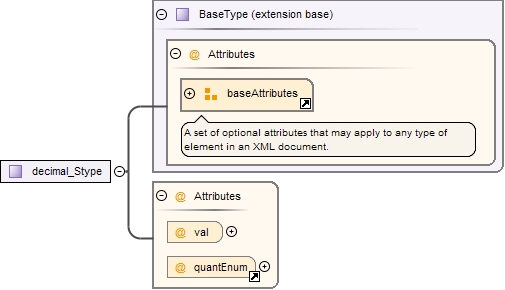 BaseType (extension base)
@ Attributes
baseAttributes
A set of optional attributes that may apply to any type of
element in an XML document.
decimal_Stype
@ Attributes
@ val
@ quantEnum